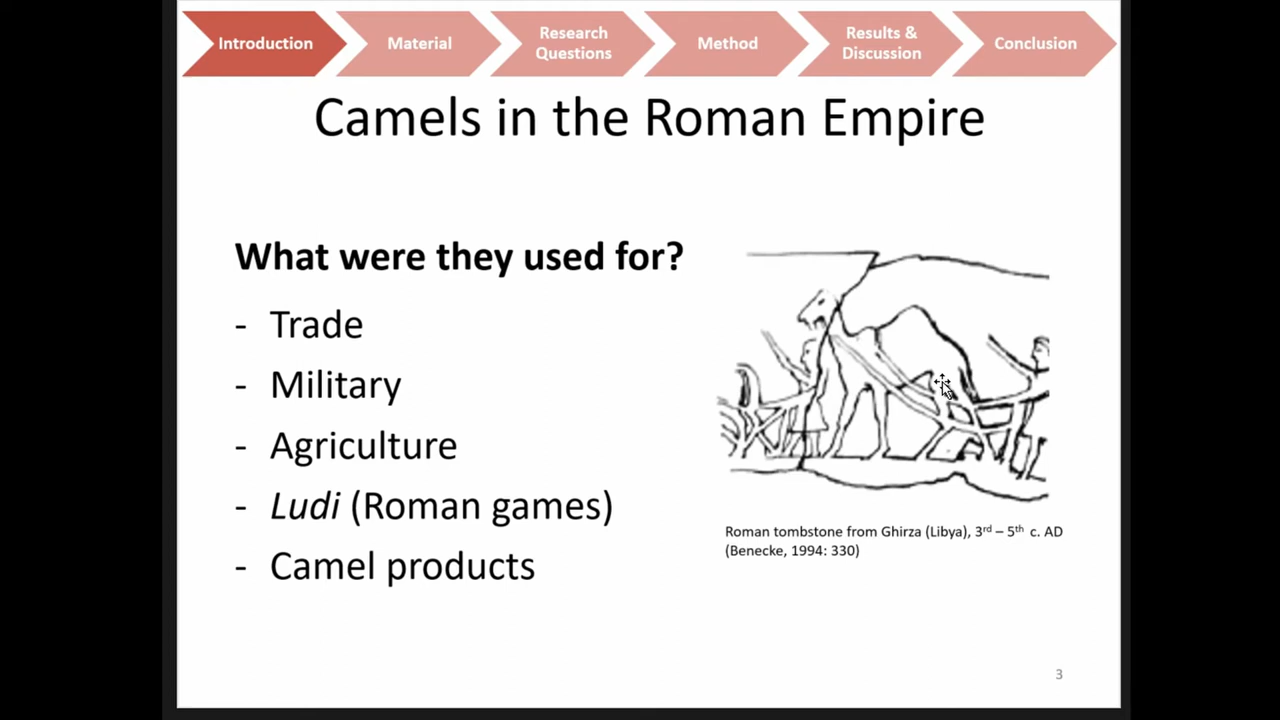 Introduction
Material
Research
Questions
Method
Results &
Discussion
Conclusion
Camels in the Roman Empire
What were they used for?
- Trade
- Military
- Agriculture
- Ludi (Roman games)
- Camel products
Roman tombstone from Ghirza (Libya), 3rd – 5th c. AD
(Benecke, 1994: 330)
3